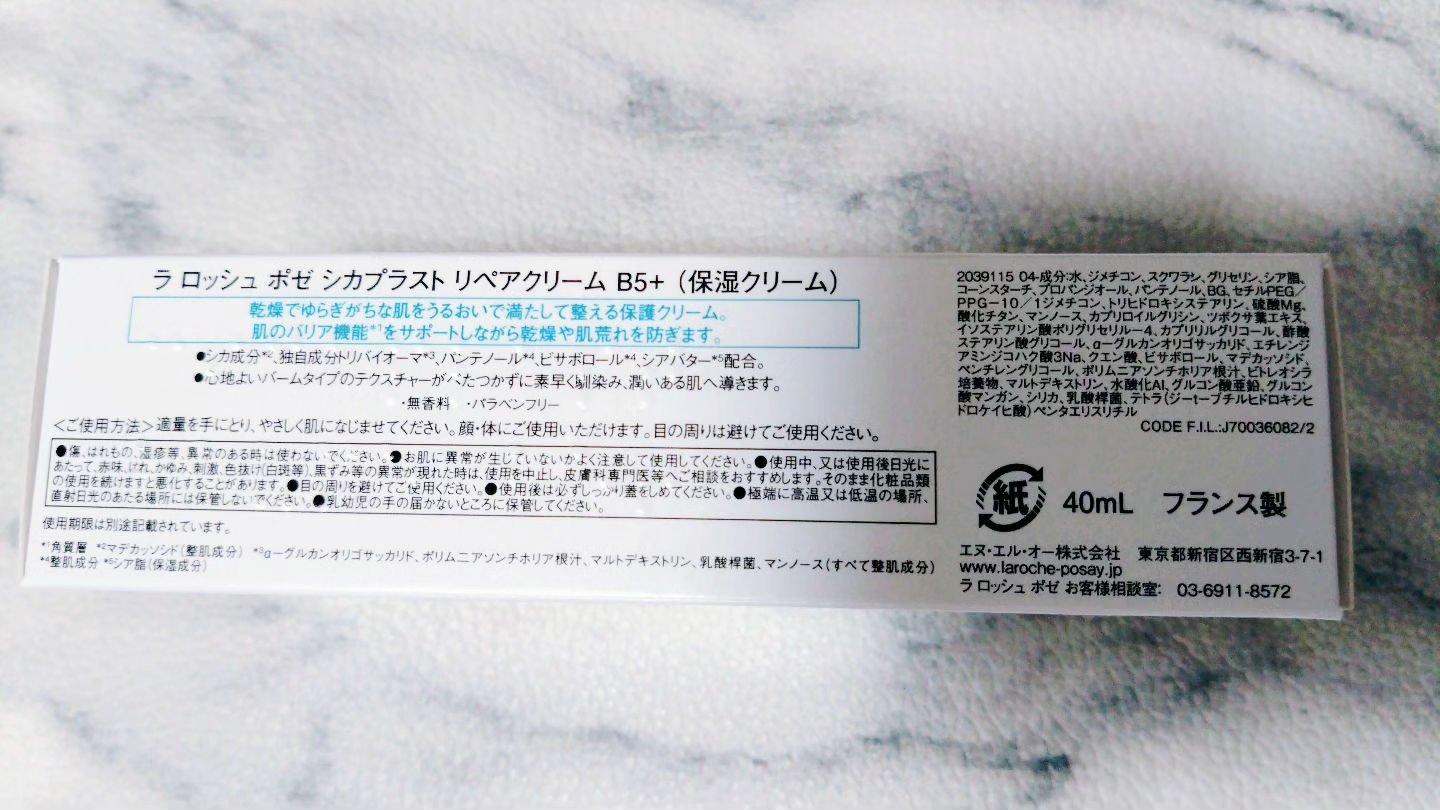 ラ ロッシュ ポゼ シカプラスト リペアクリーム B5+（保湿クリーム）
乾燥でゆらぎがちな肌をうるおいで満たして整える保護クリーム。
肌のバリア機能*1をサポートしながら乾燥や肌荒れを防ぎます。
●シカ成分*2、独自成分トリバイオーマ*3、パンテノール*4、ビサボロール*4、シアバター*5配合。
●心地よいバームタイプのテクスチャーがべたつかずに素早く馴染み、潤いある肌へ導きます。
・無香料 ・パラベンフリー
＜ご使用方法＞適量を手にとり、やさしく肌になじませてください。顔・体にご使用いただけます。目の周りは避けてご使用ください。
●傷、はれもの、湿疹等、異常のある時は使わないでください。●お肌に異常が生じていないかよく注意して使用してください。●使用中、又は使用後日光に
あたって、赤味、はれ、かゆみ、刺激、色抜け(白斑等)、黒ずみ等の異常が現れた時は、使用を中止し、皮膚科専門医等へご相談をおすすめします。そのまま化粧品類
の使用を続けますと悪化することがあります。●目の周りを避けてご使用ください。●使用後は必ずしっかり蓋をしめてください。●極端に高温又は低温の場所、
直射日光のあたる場所には保管しないでください。●乳幼児の手の届かないところに保管してください。
使用期限は別途記載されています。
*1角質層 *2マデカッソシド(整肌成分) *3α-グルカンオリゴサッカリド、ポリムニアソンチホリア根汁、マルトデキストリン、乳酸桿菌、マンノース(すべて整肌成分)
*4整肌成分 *5シア脂(保湿成分)
2039115 04-成分:水、ジメチコン、スクワラン、グリセリン、シア脂、
コーンスターチ、プロパンジオール、パンテノール、BG、セチルPEG/
PPG-10/1ジメチコン、トリヒドロキシステアリン、硫酸Mg、
酸化チタン、マンノース、カプリロイルグリシン、ツボクサ葉エキス、
イソステアリン酸ポリグリセリル-4、カプリリルグリコール、酢酸
ステアリン酸グリコール、α-グルカンオリゴサッカリド、エチレンジ
アミンジコハク酸3Na、クエン酸、ビサボロール、マデカッソシド、
ペンチレングリコール、ポリムニアソンチホリア根汁、ビトレオシラ
培養物、マルトデキストリン、水酸化Al、グルコン酸亜鉛、グルコン
酸マンガン、シリカ、乳酸桿菌、テトラ(ジ-t-ブチルヒドロキシヒ
ドロケイヒ酸)ペンタエリスリチル
CODE F.I.L.:J70036082/2
紙 40mL フランス製
エヌ・エル・オー株式会社 東京都新宿区西新宿3-7-1
www.laroche-posay.jp
ラ ロッシュ ポゼ お客様相談室: 03-6911-8572